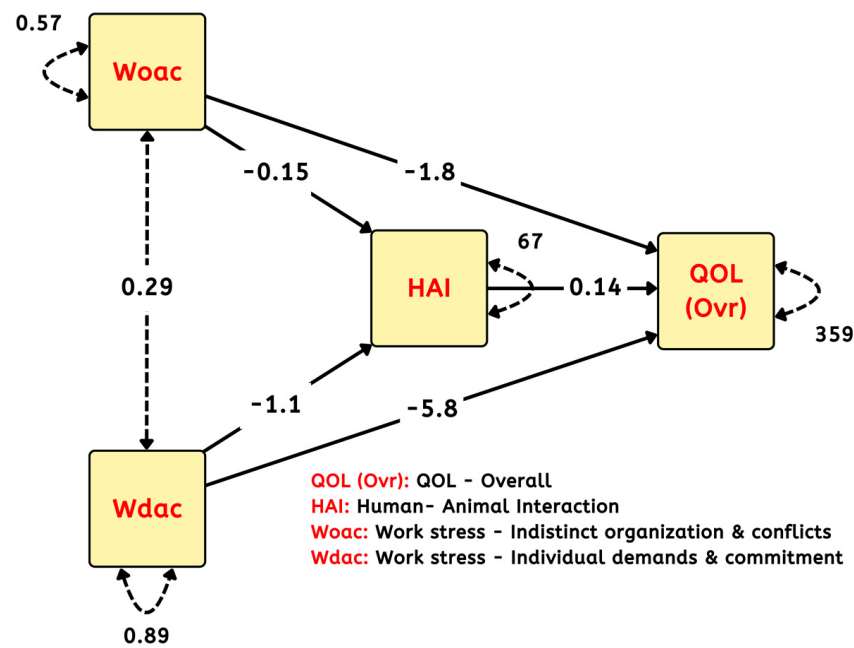 0.57
Woac
-0.15
-1.8
67
HAI
0.14
QOL
(Ovr)
359
0.29
-1.1
-5.8
Wdac
0.89
QOL (Ovr): QOL - Overall
HAI: Human- Animal Interaction
Woac: Work stress - Indistinct organization & conflicts
Wdac: Work stress - Individual demands & commitment